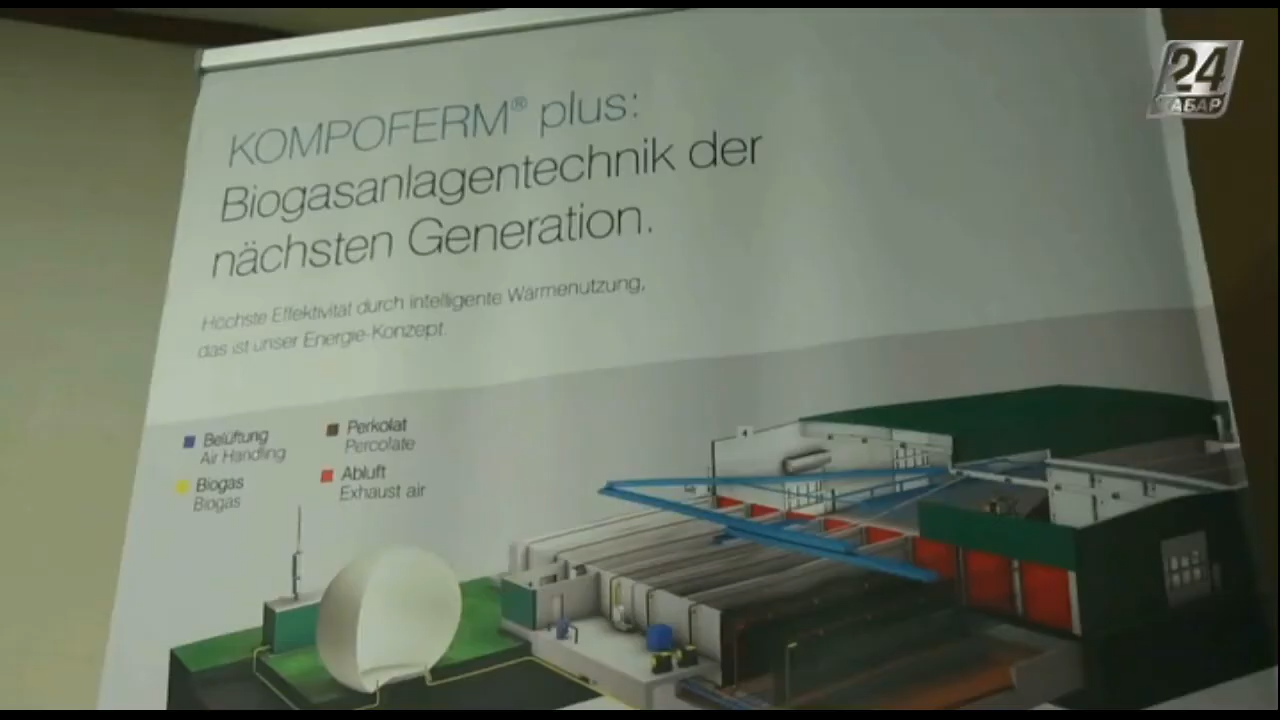 24
ХАБАР
KOMPOFERM® plus:
Biogasanlagentechnik der
nächsten Generation.
Höchste Effektivität durch intelligente Wärmenutzung,
das ist unser Energie-Konzept
Belüftung
Air Handling
Biogas
Biogas
Perkolat
Percolate
Abluft
Exhaust air
4